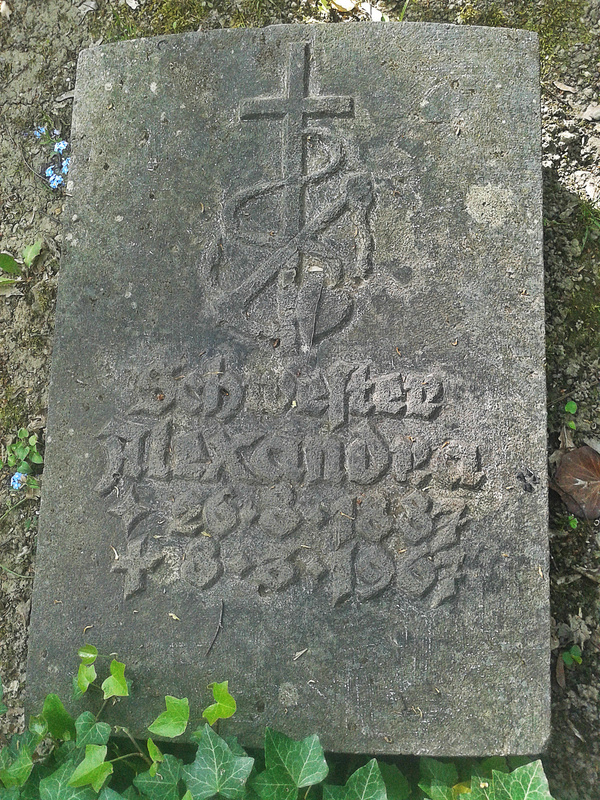 Schwester
Alexandra
* 26·8·1887
✝ 8·3·1967